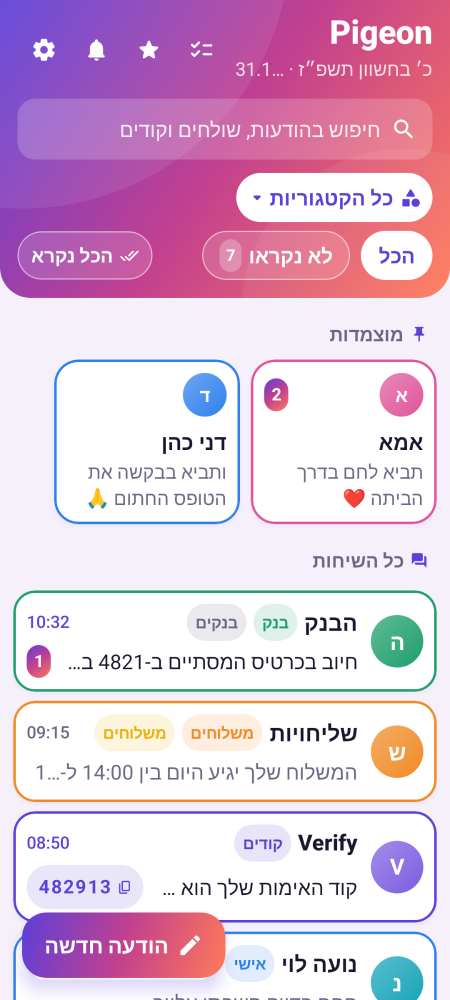 Pigeon
כ׳ בחשוון תשפ״ז · 31.1…
חיפוש בהודעות, שולחים וקודים
כל הקטגוריות
הכל
לא נקראו 7
הכל נקרא
מוצמדות
א 2
אמא
תביא לחם בדרך
הביתה ❤️
ד
דני כהן
ותביא בבקשה את
הטופס החתום 🙏
כל השיחות
ה
הבנק בנק בנקים 10:32
חיוב בכרטיס המסתיים ב-4821 ב… 1
ש
שליחויות משלוחים משלוחים 09:15
המשלוח שלך יגיע היום בין 14:00 ל-1…
V
Verify קודים 08:50
קוד האימות שלך הוא … 482913
נ
נועה לוי אישי
הודעה חדשה